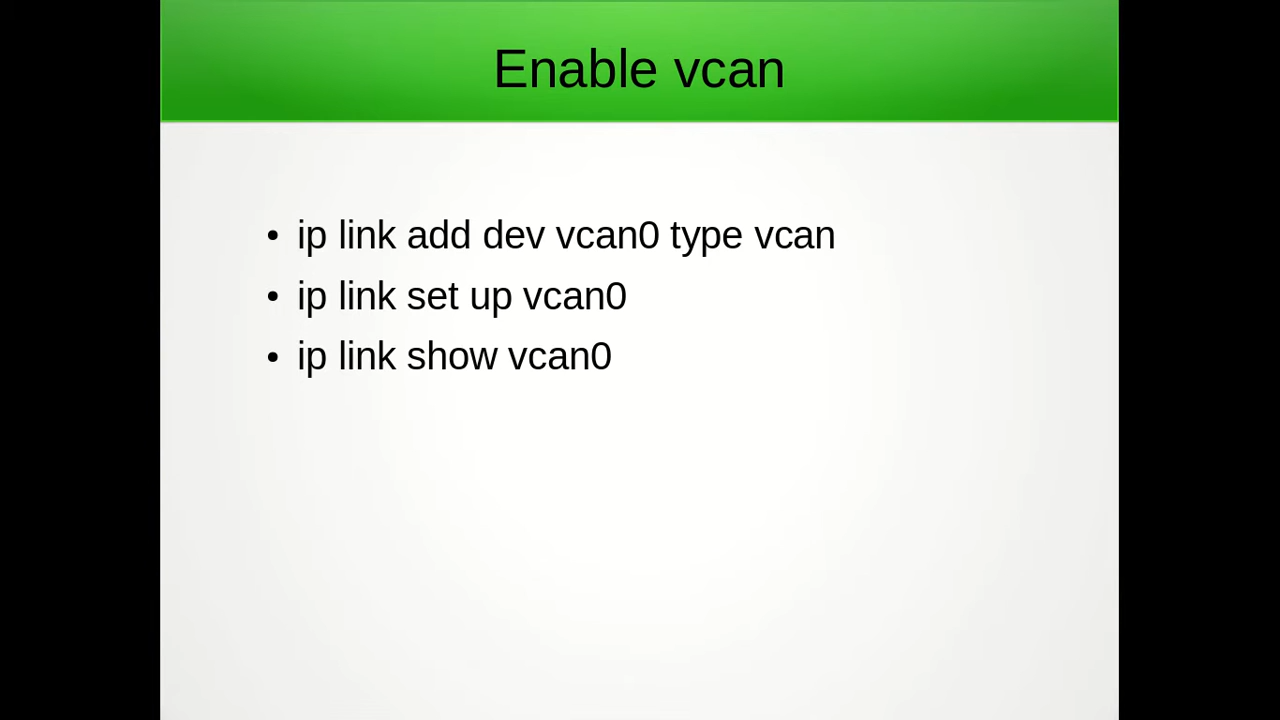 Enable vcan
• ip link add dev vcan0 type vcan
• ip link set up vcan0
• ip link show vcan0